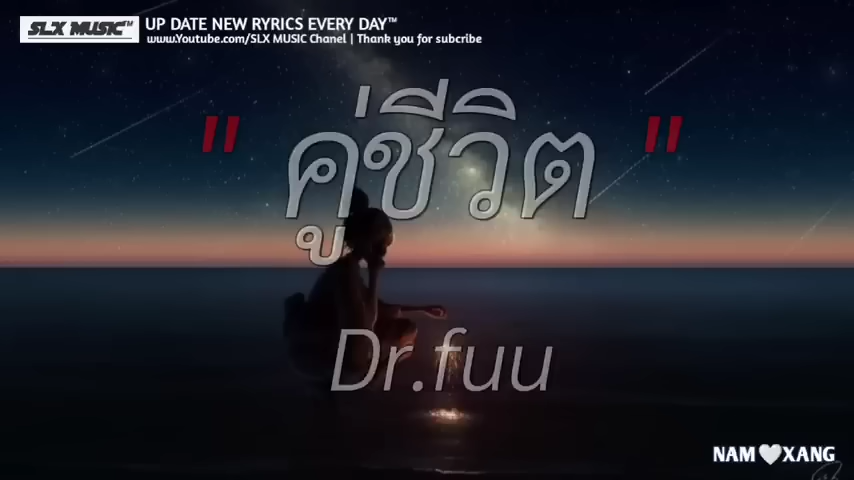 SLX MUSIC™ UP DATE NEW RYRICS EVERY DAY™
www.Youtube.com/SLX MUSIC Chanel | Thank you for subcribe
" คู่ชีวิต "
Dr.fuu
NAM🤍XANG